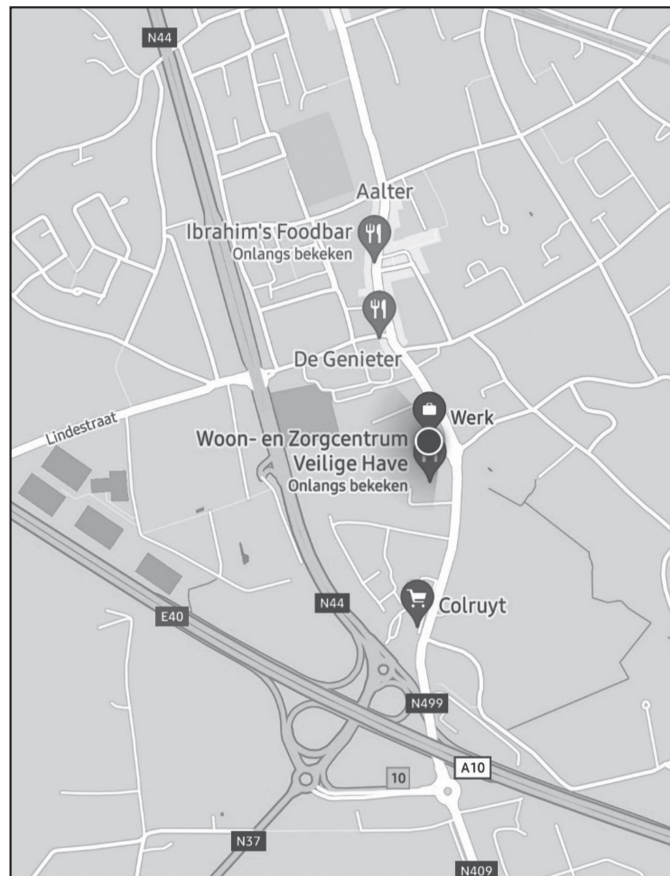 N44
Aalter
Ibrahim's Foodbar
Onlangs bekeken
De Genieter
Lindestraat
Werk
Woon- en Zorgcentrum
Veilige Have
Onlangs bekeken
N44
Colruyt
E40
N499
A10
10
N37
N409